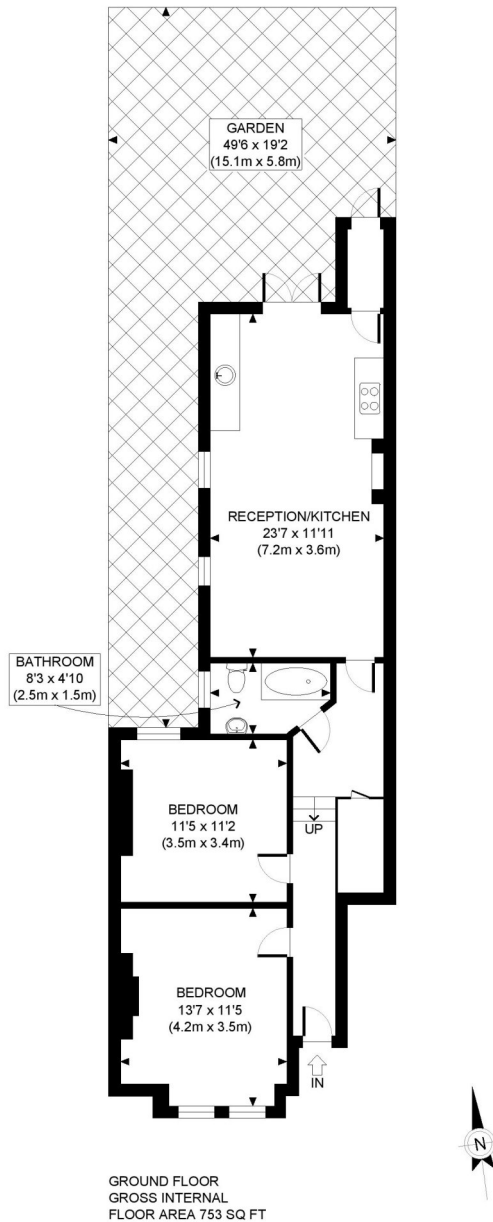 GARDEN
49'6 x 19'2
(15.1m x 5.8m)
RECEPTION/KITCHEN
23'7 x 11'11
(7.2m x 3.6m)
BATHROOM
8'3 x 4'10
(2.5m x 1.5m)
BEDROOM
11'5 x 11'2
(3.5m x 3.4m)
UP
BEDROOM
13'7 x 11'5
(4.2m x 3.5m)
IN
N
GROUND FLOOR
GROSS INTERNAL
FLOOR AREA 753 SQ FT